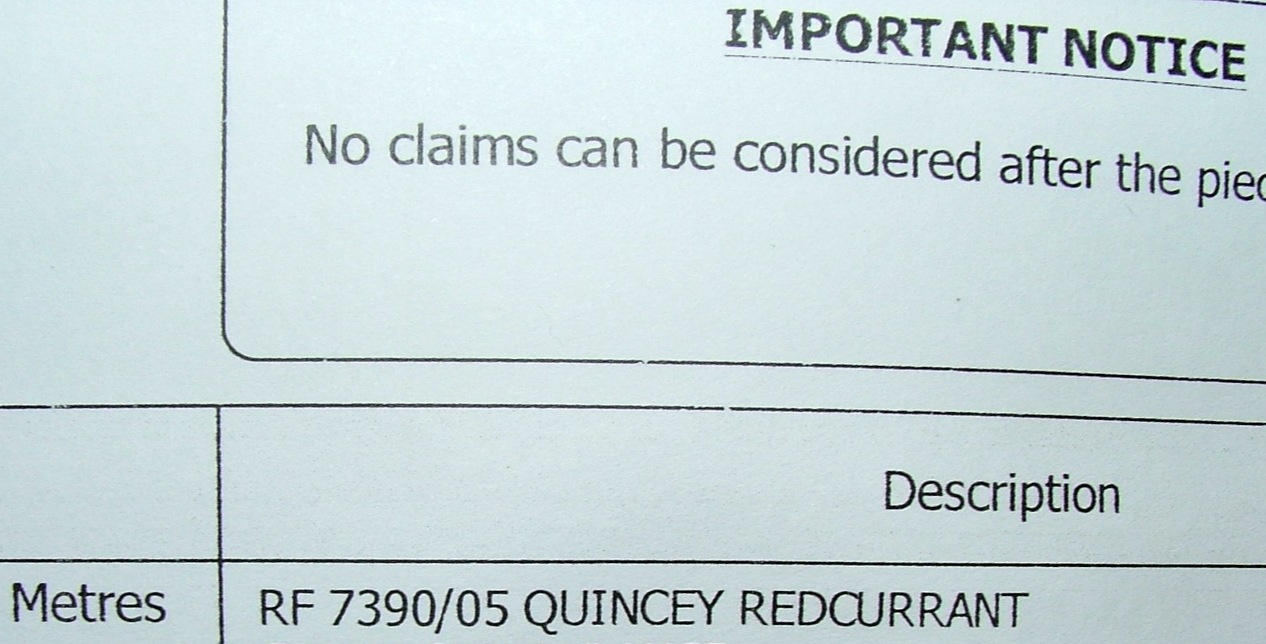 IMPORTANT NOTICE
No claims can be considered after the
Description
Metres RF 7390/05 QUINCEY REDCURRANT